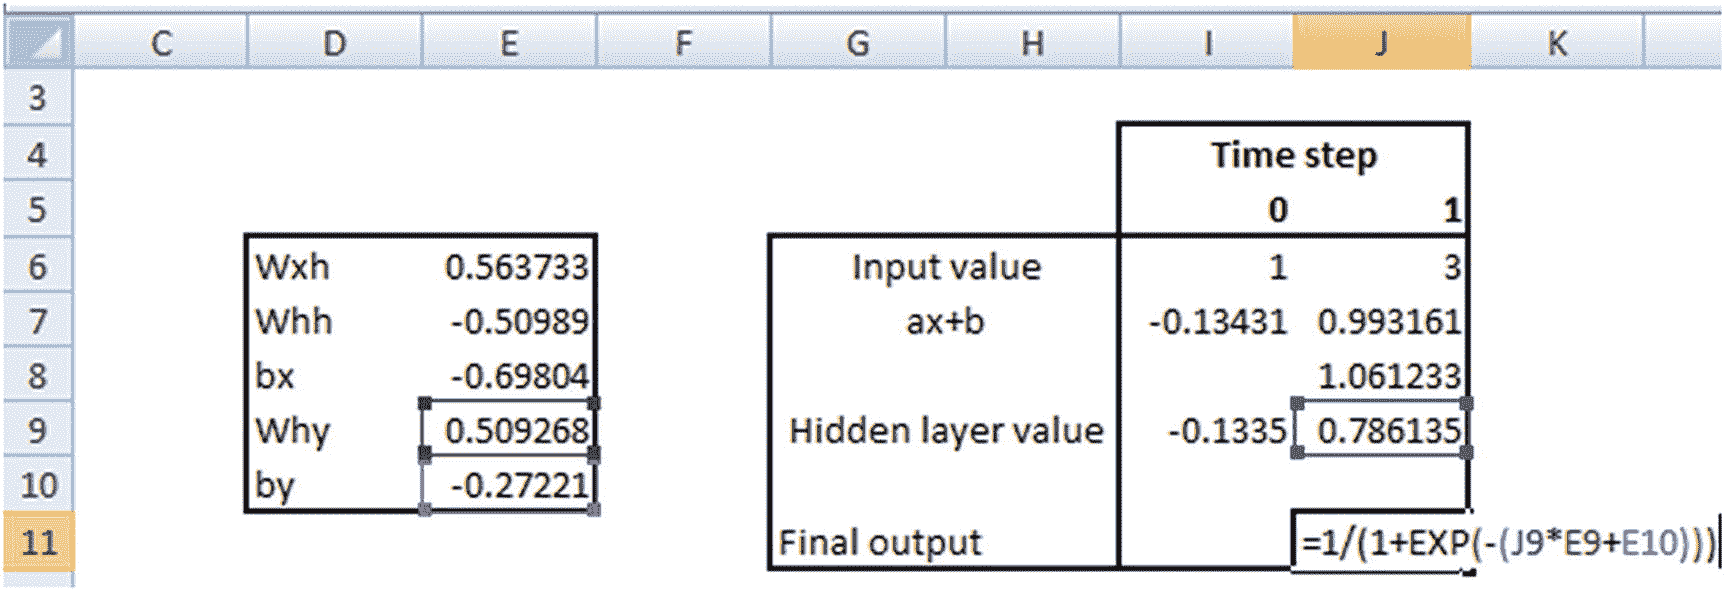 C D E F G H I J K
3
4 Time step
5 0 1
6 Wxh 0.563733 Input value 1 3
7 Whh -0.50989 ax+b -0.13431 0.993161
8 bx -0.69804 1.061233
9 Why 0.509268 Hidden layer value -0.1335 0.786135
10 by -0.27221
11 Final output =1/(1+EXP(-(J9*E9+E10)))